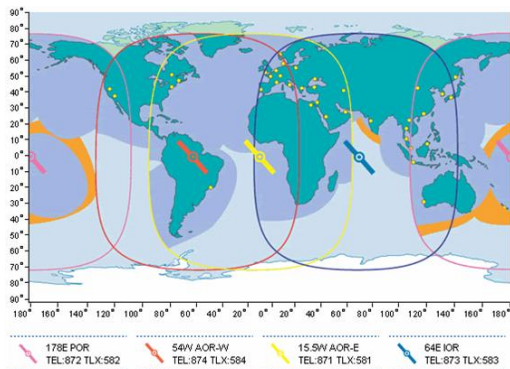 90°
80°
70°
60°
50°
40°
30°
20°
10°
0°
10°
20°
30°
40°
50°
60°
70°
80°
90°
180° 160° 140° 120° 100° 80° 60° 40° 20° 0° 20° 40° 60° 80° 100° 120° 140° 160° 180°
178E POR
TEL:872 TLX:582
54W AOR-W
TEL:874 TLX:584
15.5W AOR-E
TEL:871 TLX:581
64E IOR
TEL:873 TLX:583